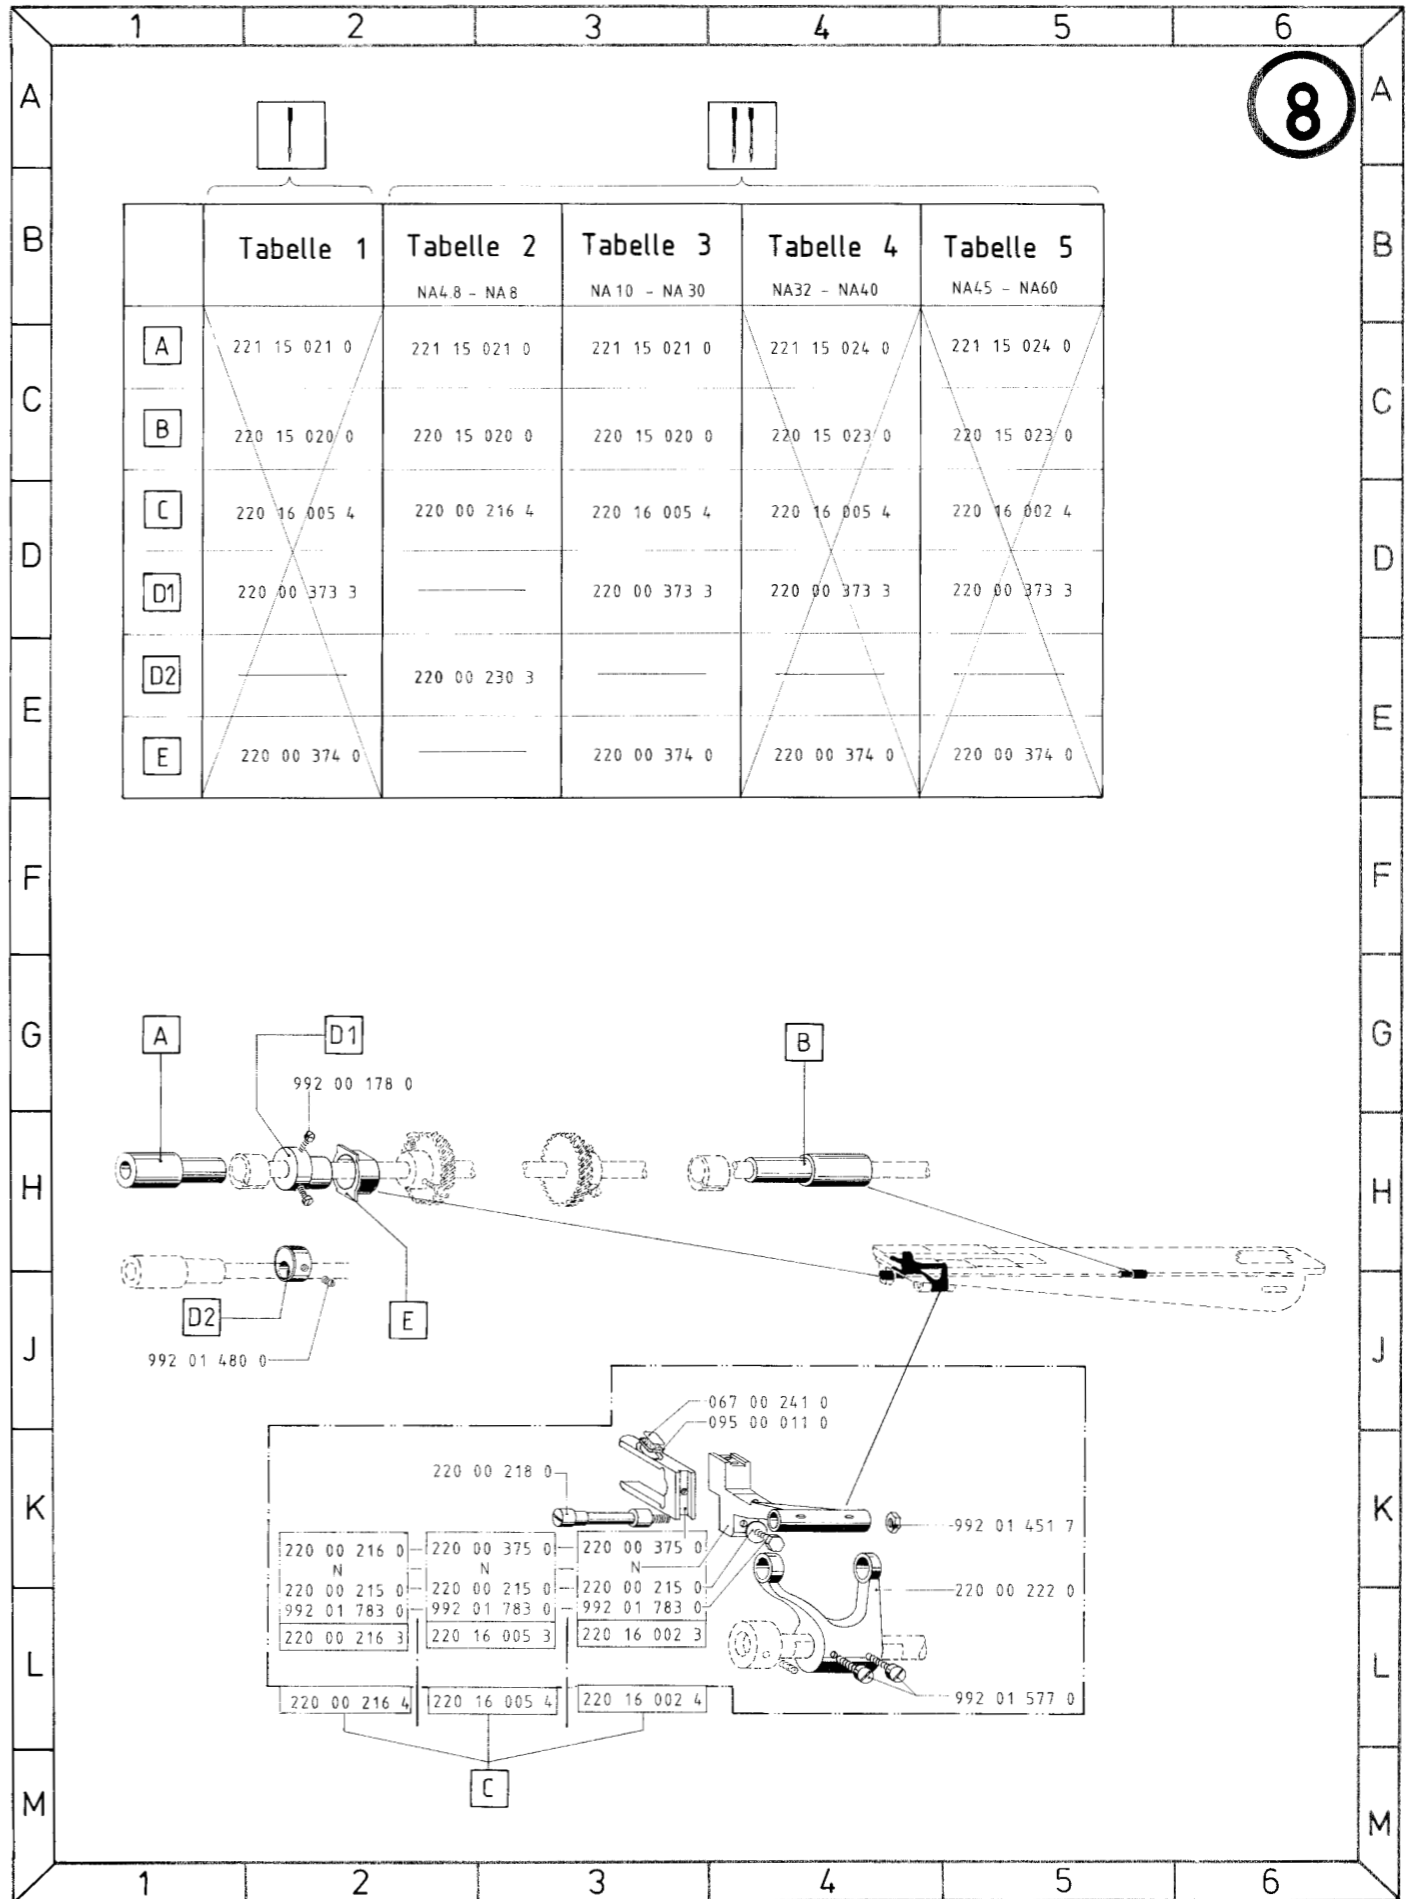 1 2 3 4 5 6
A A
8
B B
Tabelle 1 Tabelle 2 Tabelle 3 Tabelle 4 Tabelle 5
NA4.8 - NA8 NA10 - NA30 NA32 - NA40 NA45 - NA60
A 221 15 021 0 221 15 021 0 221 15 021 0 221 15 024 0 221 15 024 0
C C
B 220 15 020 0 220 15 020 0 220 15 020 0 220 15 023 0 220 15 023 0
C 220 16 005 4 220 00 216 4 220 16 005 4 220 16 005 4 220 16 002 4
D D
D1 220 00 373 3 220 00 373 3 220 00 373 3 220 00 373 3
D2 220 00 230 3
E E
E 220 00 374 0 220 00 374 0 220 00 374 0 220 00 374 0
F F
G G
A D1 B
992 00 178 0
H H
D2 E
J J
992 01 480 0
067 00 241 0
095 00 011 0
220 00 218 0
K K
992 01 451 7
220 00 216 0 220 00 375 0 220 00 375 0
N N N
220 00 215 0 220 00 215 0 220 00 215 0
220 00 222 0
992 01 783 0 992 01 783 0 992 01 783 0
220 00 216 3 220 16 005 3 220 16 002 3
L L
220 00 216 4 220 16 005 4 220 16 002 4
992 01 577 0
C
M M
1 2 3 4 5 6